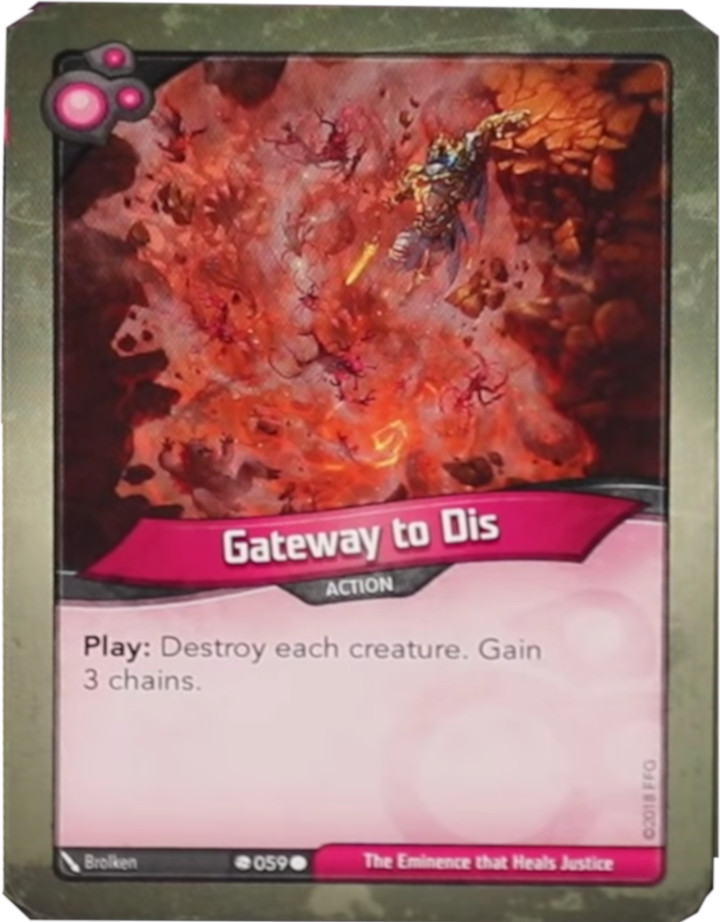 Gateway to Dis
ACTION
Play: Destroy each creature. Gain
3 chains.
©2018 FFG
Brolken
059
The Eminence that Heals Justice